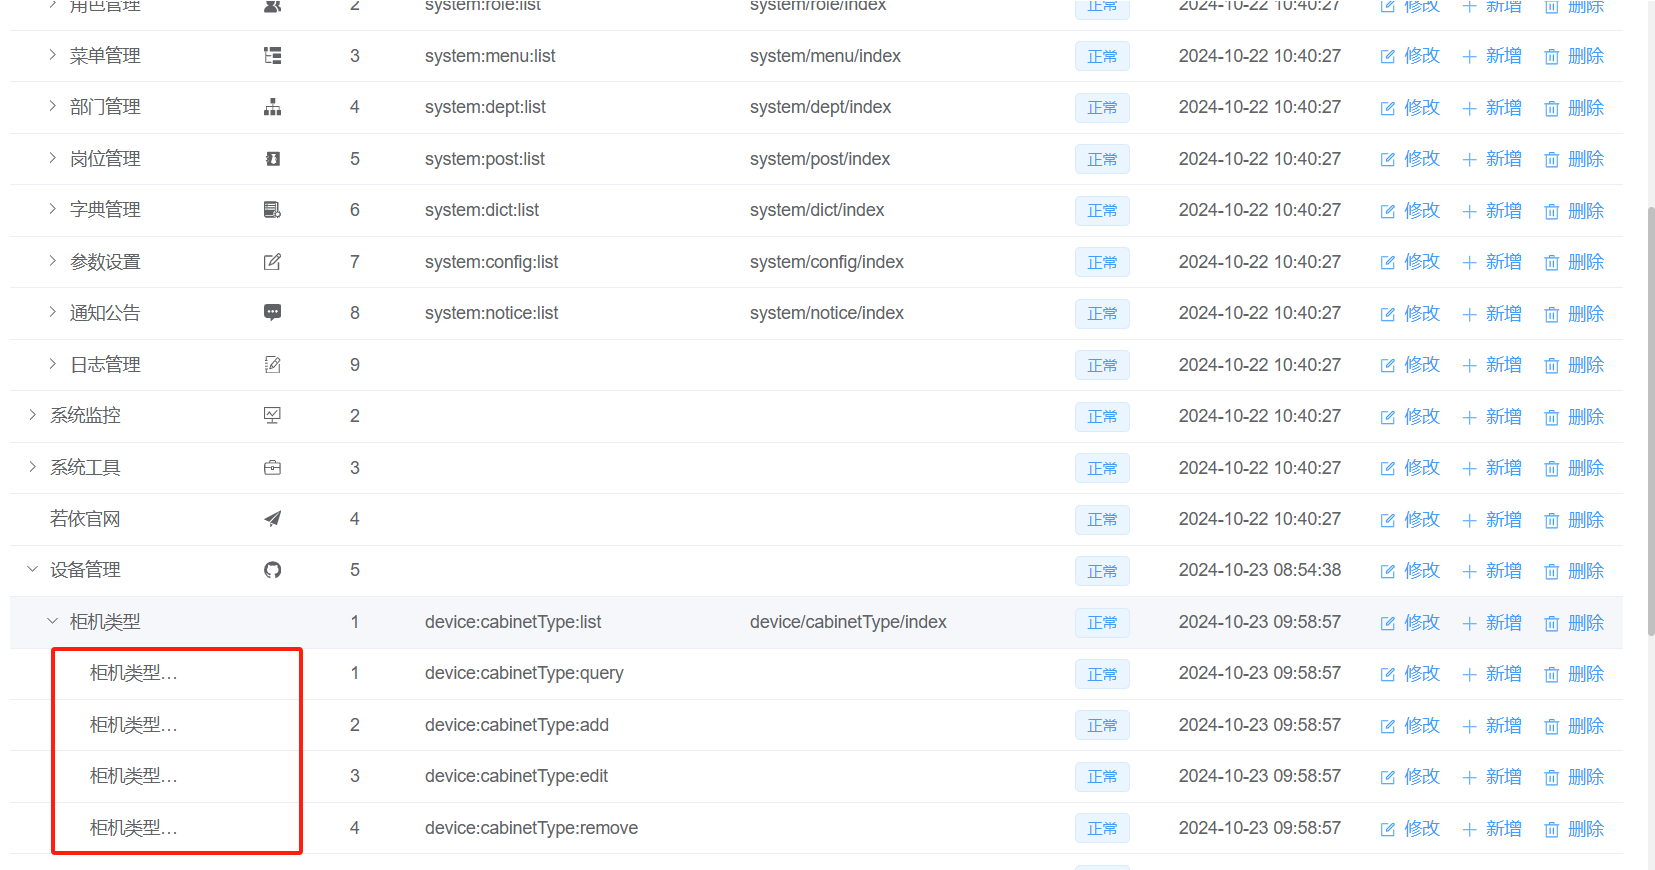 角色管理 2 system:role:list system/role/index 正常 2024-10-22 10:40:27 修改 新增 删除
菜单管理 3 system:menu:list system/menu/index 正常 2024-10-22 10:40:27 修改 新增 删除
部门管理 4 system:dept:list system/dept/index 正常 2024-10-22 10:40:27 修改 新增 删除
岗位管理 5 system:post:list system/post/index 正常 2024-10-22 10:40:27 修改 新增 删除
字典管理 6 system:dict:list system/dict/index 正常 2024-10-22 10:40:27 修改 新增 删除
参数设置 7 system:config:list system/config/index 正常 2024-10-22 10:40:27 修改 新增 删除
通知公告 8 system:notice:list system/notice/index 正常 2024-10-22 10:40:27 修改 新增 删除
日志管理 9 正常 2024-10-22 10:40:27 修改 新增 删除
系统监控 2 正常 2024-10-22 10:40:27 修改 新增 删除
系统工具 3 正常 2024-10-22 10:40:27 修改 新增 删除
若依官网 4 正常 2024-10-22 10:40:27 修改 新增 删除
设备管理 5 正常 2024-10-23 08:54:38 修改 新增 删除
柜机类型 1 device:cabinetType:list device/cabinetType/index 正常 2024-10-23 09:58:57 修改 新增 删除
柜机类型... 1 device:cabinetType:query 正常 2024-10-23 09:58:57 修改 新增 删除
柜机类型... 2 device:cabinetType:add 正常 2024-10-23 09:58:57 修改 新增 删除
柜机类型... 3 device:cabinetType:edit 正常 2024-10-23 09:58:57 修改 新增 删除
柜机类型... 4 device:cabinetType:remove 正常 2024-10-23 09:58:57 修改 新增 删除